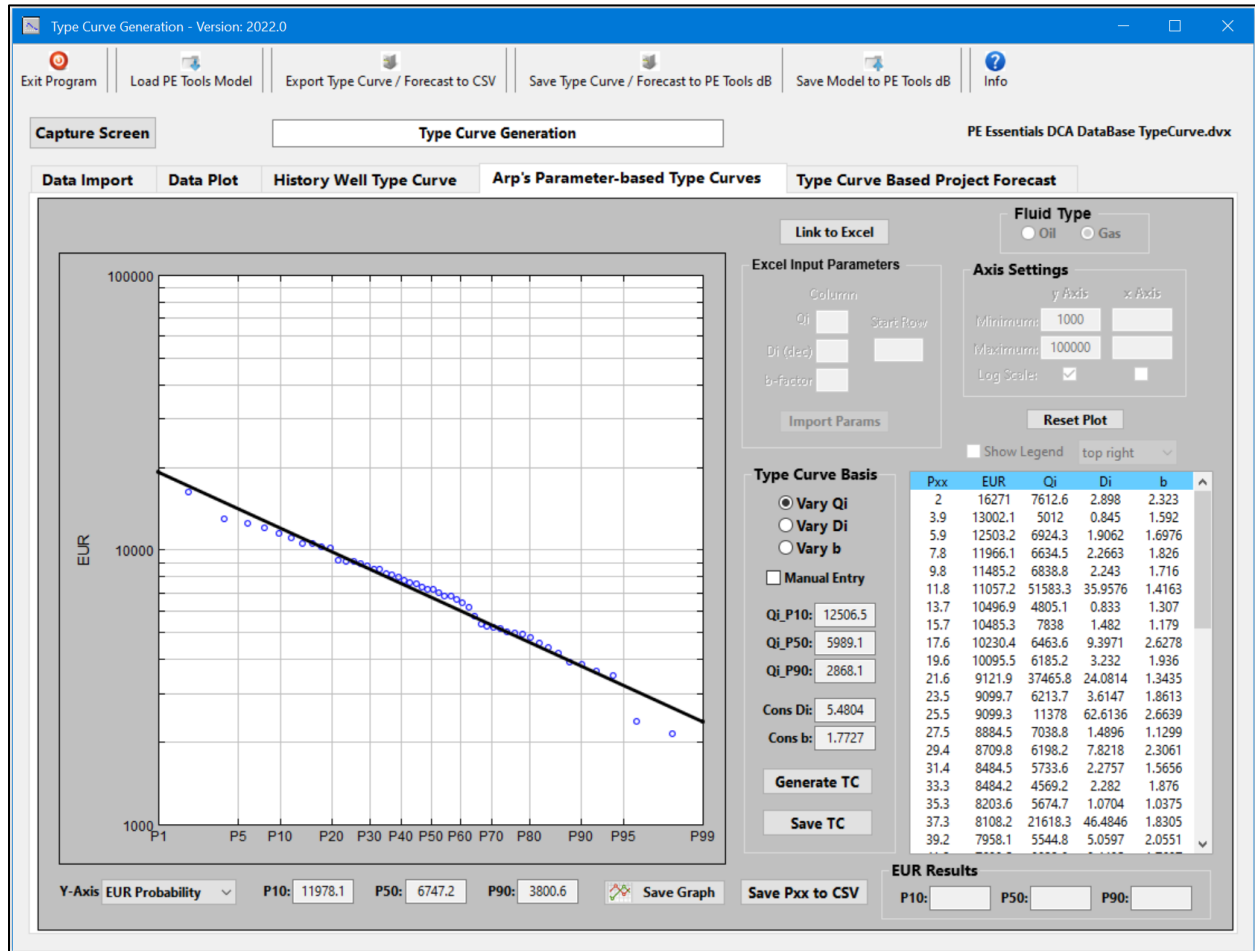 Type Curve Generation - Version: 2022.0
Exit Program Load PE Tools Model Export Type Curve / Forecast to CSV Save Type Curve / Forecast to PE Tools dB Save Model to PE Tools dB Info
Capture Screen Type Curve Generation PE Essentials DCA DataBase TypeCurve.dvx
Data Import Data Plot History Well Type Curve Arp's Parameter-based Type Curves Type Curve Based Project Forecast
Link to Excel
Fluid Type
Oil Gas
Excel Input Parameters
Column
Qi Start Row
Di (dec)
b-factor
Import Params
Axis Settings
y Axis x Axis
Minimum: 1000
Maximum: 100000
Log Scale:
Reset Plot
Show Legend top right
100000
10000
1000
EUR
P1 P5 P10 P20 P30 P40 P50 P60 P70 P80 P90 P95 P99
Type Curve Basis
Vary Qi
Vary Di
Vary b
Manual Entry
Qi_P10: 12506.5
Qi_P50: 5989.1
Qi_P90: 2868.1
Cons Di: 5.4804
Cons b: 1.7727
Generate TC
Save TC
Pxx EUR Qi Di b
2 16271 7612.6 2.898 2.323
3.9 13002.1 5012 0.845 1.592
5.9 12503.2 6924.3 1.9062 1.6976
7.8 11966.1 6634.5 2.2663 1.826
9.8 11485.2 6838.8 2.243 1.716
11.8 11057.2 51583.3 35.9576 1.4163
13.7 10496.9 4805.1 0.833 1.307
15.7 10485.3 7838 1.482 1.179
17.6 10230.4 6463.6 9.3971 2.6278
19.6 10095.5 6185.2 3.232 1.936
21.6 9121.9 37465.8 24.0814 1.3435
23.5 9099.7 6213.7 3.6147 1.8613
25.5 9099.3 11378 62.6136 2.6639
27.5 8884.5 7038.8 1.4896 1.1299
29.4 8709.8 6198.2 7.8218 2.3061
31.4 8484.5 5733.6 2.2757 1.5656
33.3 8484.2 4569.2 2.282 1.876
35.3 8203.6 5674.7 1.0704 1.0375
37.3 8108.2 21618.3 46.4846 1.8305
39.2 7958.1 5544.8 5.0597 2.0551
Y-Axis EUR Probability P10: 11978.1 P50: 6747.2 P90: 3800.6 Save Graph Save Pxx to CSV
EUR Results
P10: P50: P90: